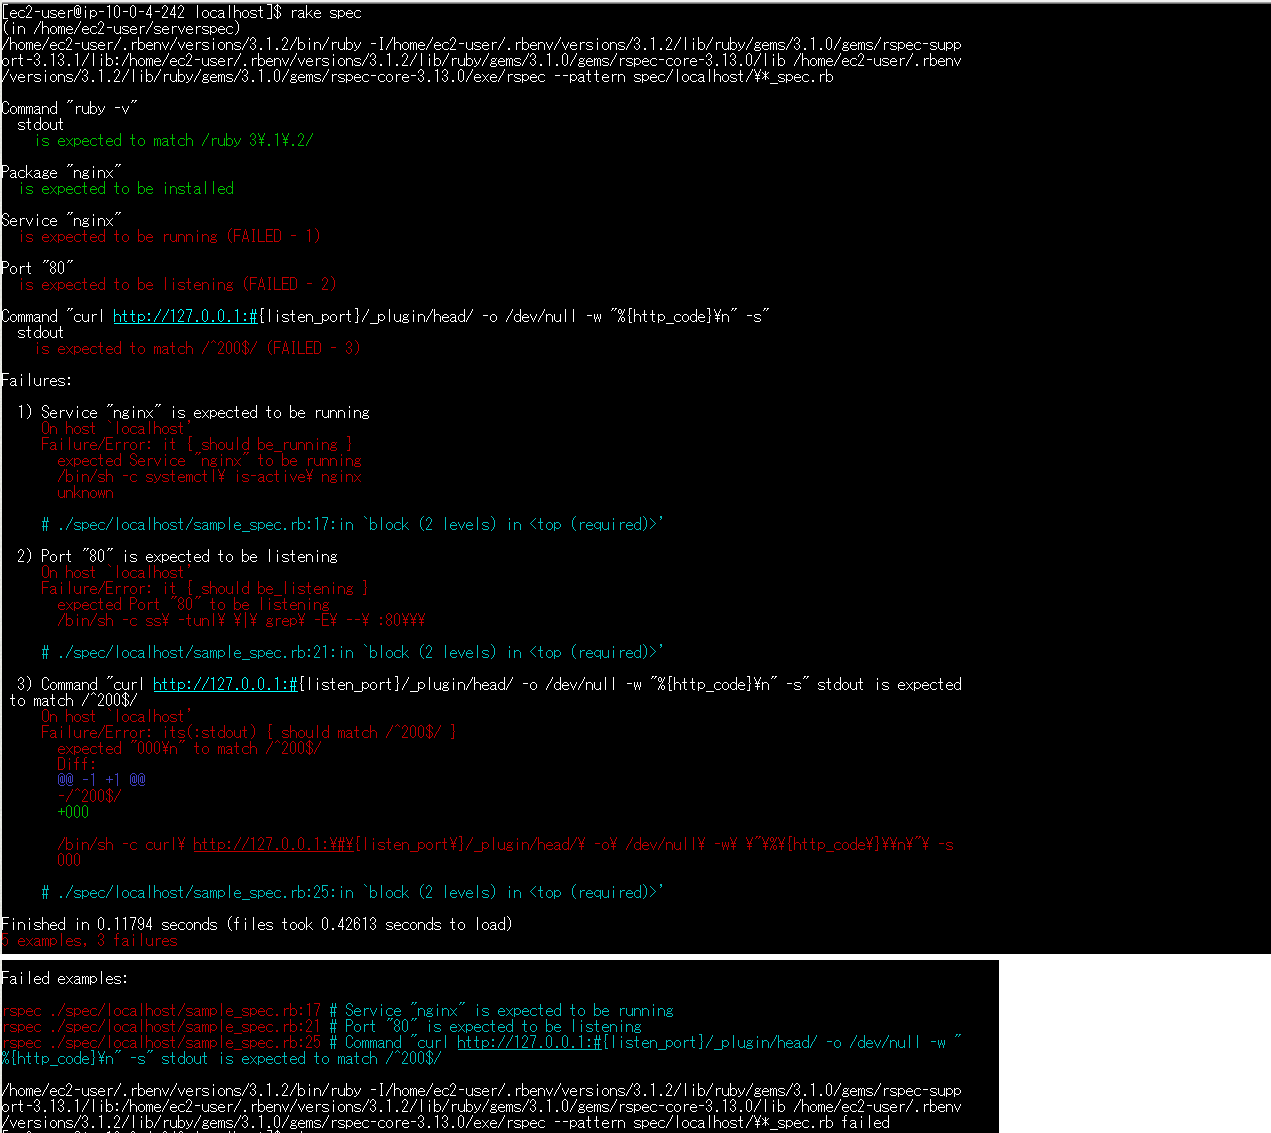 [ec2-user@ip-10-0-4-242 localhost]$ rake spec
(in /home/ec2-user/serverspec)
/home/ec2-user/.rbenv/versions/3.1.2/bin/ruby -I/home/ec2-user/.rbenv/versions/3.1.2/lib/ruby/gems/3.1.0/gems/rspec-supp
ort-3.13.1/lib:/home/ec2-user/.rbenv/versions/3.1.2/lib/ruby/gems/3.1.0/gems/rspec-core-3.13.0/lib /home/ec2-user/.rbenv
/versions/3.1.2/lib/ruby/gems/3.1.0/gems/rspec-core-3.13.0/exe/rspec --pattern spec/localhost/¥*_spec.rb
Command "ruby -v"
stdout
is expected to match /ruby 3¥.1¥.2/
Package "nginx"
is expected to be installed
Service "nginx"
is expected to be running (FAILED - 1)
Port "80"
is expected to be listening (FAILED - 2)
Command "curl http://127.0.0.1:#{listen_port}/_plugin/head/ -o /dev/null -w "%{http_code}¥n" -s"
stdout
is expected to match /^200$/ (FAILED - 3)
Failures:
1) Service "nginx" is expected to be running
On host `localhost'
Failure/Error: it { should be_running }
expected Service "nginx" to be running
/bin/sh -c systemctl¥ is-active¥ nginx
unknown
# ./spec/localhost/sample_spec.rb:17:in `block (2 levels) in <top (required)>'
2) Port "80" is expected to be listening
On host `localhost'
Failure/Error: it { should be_listening }
expected Port "80" to be listening
/bin/sh -c ss¥ -tunl¥ ¥|¥ grep¥ -E¥ --¥ :80¥¥¥
# ./spec/localhost/sample_spec.rb:21:in `block (2 levels) in <top (required)>'
3) Command "curl http://127.0.0.1:#{listen_port}/_plugin/head/ -o /dev/null -w "%{http_code}¥n" -s" stdout is expected
to match /^200$/
On host `localhost'
Failure/Error: its(:stdout) { should match /^200$/ }
expected "000¥n" to match /^200$/
Diff:
@@ -1 +1 @@
-/^200$/
+000
/bin/sh -c curl¥ http://127.0.0.1:¥#¥{listen_port¥}/_plugin/head/¥ -o¥ /dev/null¥ -w¥ ¥"¥%¥{http_code¥}¥¥n¥"¥ -s
000
# ./spec/localhost/sample_spec.rb:25:in `block (2 levels) in <top (required)>'
Finished in 0.11794 seconds (files took 0.42613 seconds to load)
5 examples, 3 failures
Failed examples:
rspec ./spec/localhost/sample_spec.rb:17 # Service "nginx" is expected to be running
rspec ./spec/localhost/sample_spec.rb:21 # Port "80" is expected to be listening
rspec ./spec/localhost/sample_spec.rb:25 # Command "curl http://127.0.0.1:#{listen_port}/_plugin/head/ -o /dev/null -w "
%{http_code}¥n" -s" stdout is expected to match /^200$/
/home/ec2-user/.rbenv/versions/3.1.2/bin/ruby -I/home/ec2-user/.rbenv/versions/3.1.2/lib/ruby/gems/3.1.0/gems/rspec-supp
ort-3.13.1/lib:/home/ec2-user/.rbenv/versions/3.1.2/lib/ruby/gems/3.1.0/gems/rspec-core-3.13.0/lib /home/ec2-user/.rbenv
/versions/3.1.2/lib/ruby/gems/3.1.0/gems/rspec-core-3.13.0/exe/rspec --pattern spec/localhost/¥*_spec.rb failed